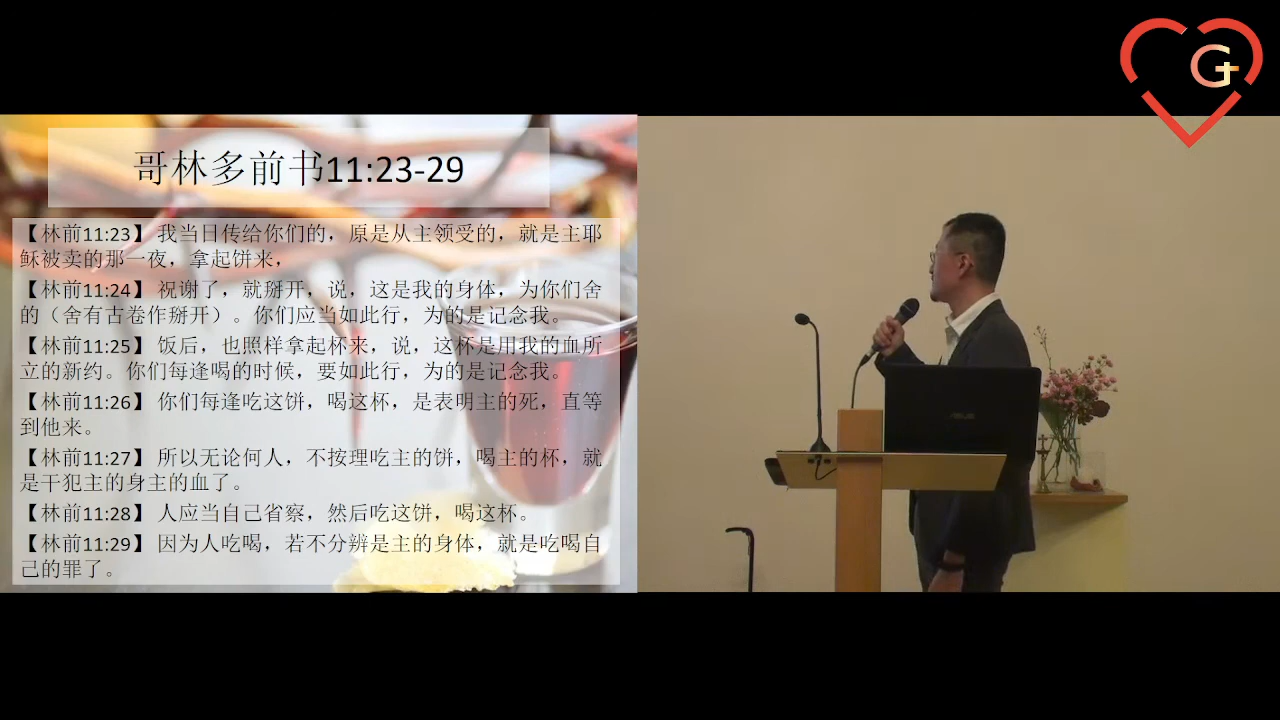 哥林多前书11:23-29
【林前11:23】 我当日传给你们的，原是从主领受的，就是主耶
稣被卖的那一夜，拿起饼来，
【林前11:24】 祝谢了，就掰开，说，这是我的身体，为你们舍
的（舍有古卷作掰开）。你们应当如此行，为的是记念我。
【林前11:25】 饭后，也照样拿起杯来，说，这杯是用我的血所
立的新约。你们每逢喝的时候，要如此行，为的是记念我。
【林前11:26】 你们每逢吃这饼，喝这杯，是表明主的死，直等
到他来。
【林前11:27】 所以无论何人，不按理吃主的饼，喝主的杯，就
是干犯主的身主的血了。
【林前11:28】 人应当自己省察，然后吃这饼，喝这杯。
【林前11:29】 因为人吃喝，若不分辨是主的身体，就是吃喝自
己的罪了。
G
ASUS